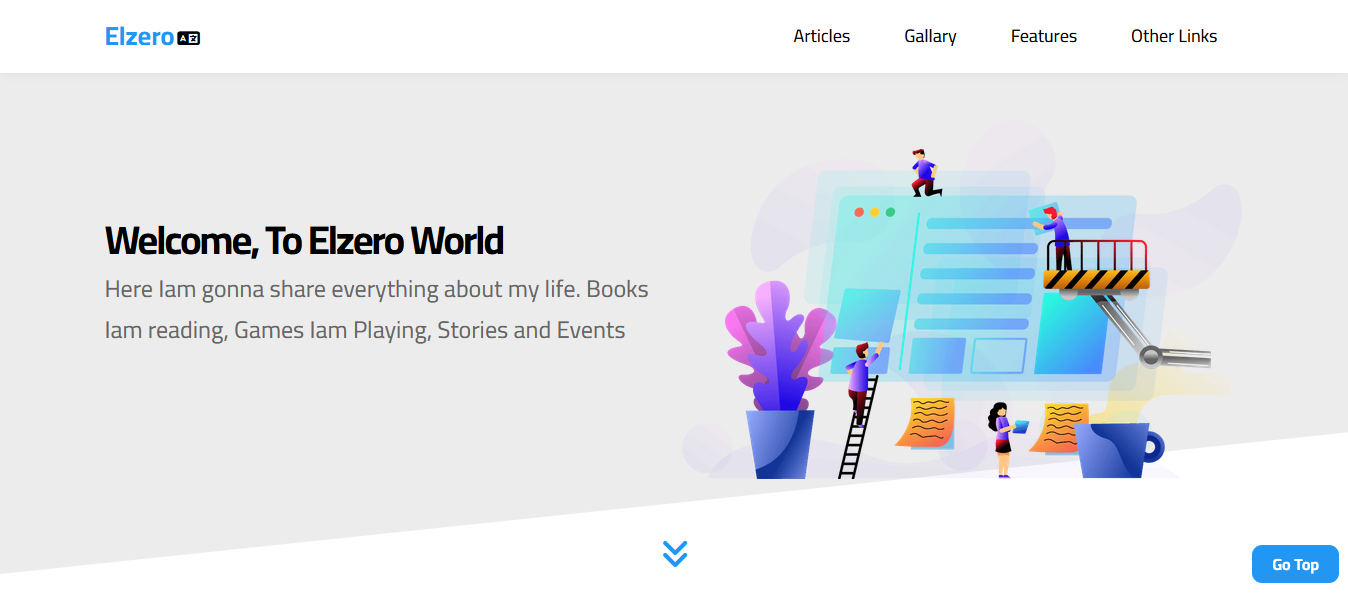 Elzero AZ
Articles
Gallary
Features
Other Links
Welcome, To Elzero World
Here Iam gonna share everything about my life. Books
Iam reading, Games Iam Playing, Stories and Events
Go Top